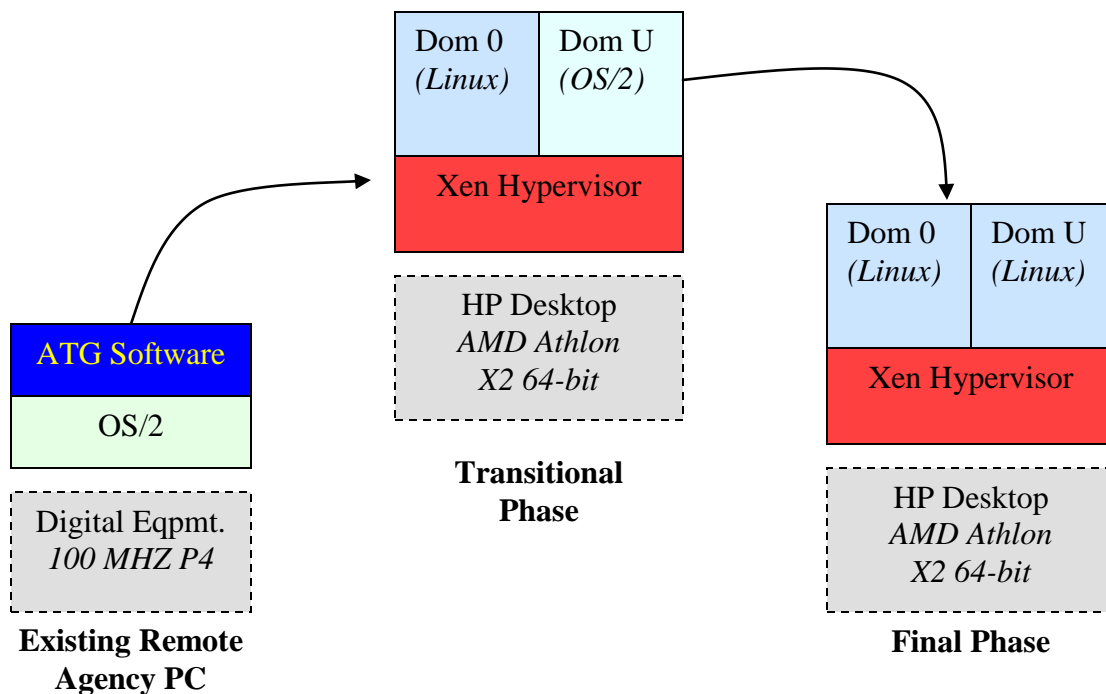 ATG Software
OS/2
Digital Eqpmt.
100 MHZ P4
Existing Remote
Agency PC
Dom 0
(Linux)
Dom U
(OS/2)
Xen Hypervisor
HP Desktop
AMD Athlon
X2 64-bit
Transitional
Phase
Dom 0
(Linux)
Dom U
(Linux)
Xen Hypervisor
HP Desktop
AMD Athlon
X2 64-bit
Final Phase